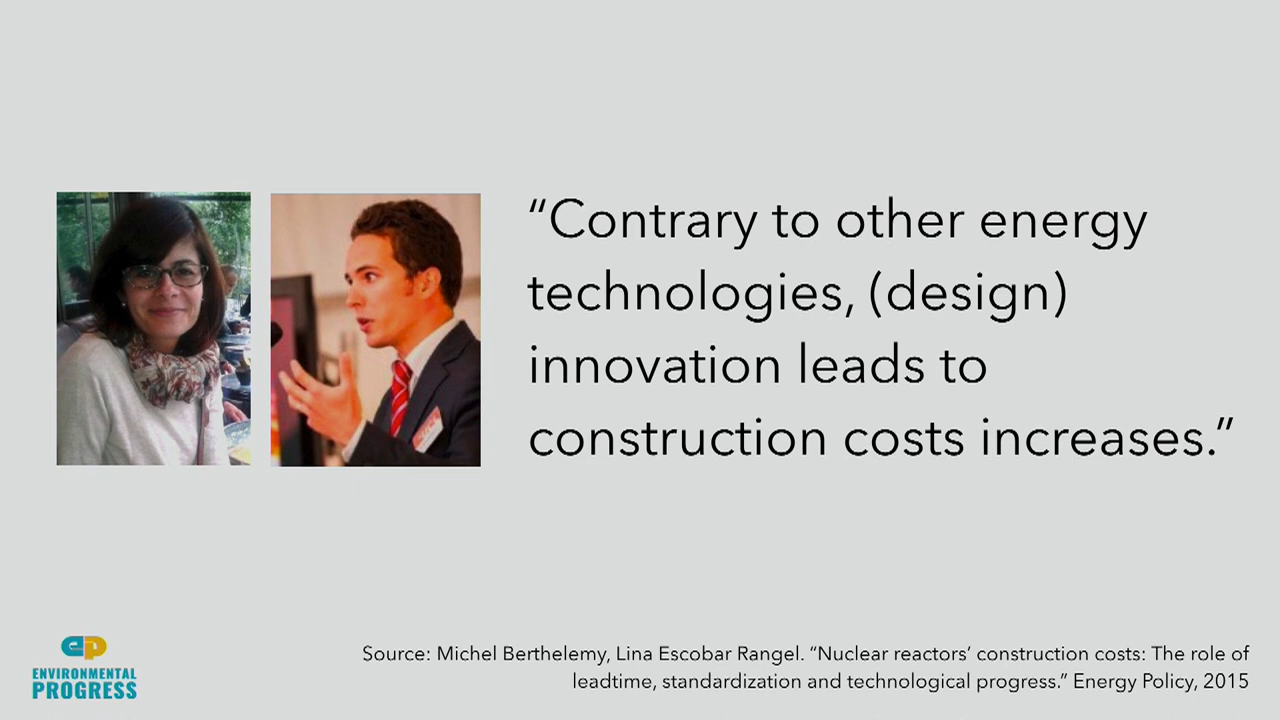 “Contrary to other energy
technologies, (design)
innovation leads to
construction costs increases.”
Source: Michel Berthelemy, Lina Escobar Rangel. “Nuclear reactors’ construction costs: The role of
leadtime, standardization and technological progress.” Energy Policy, 2015
ep
ENVIRONMENTAL
PROGRESS